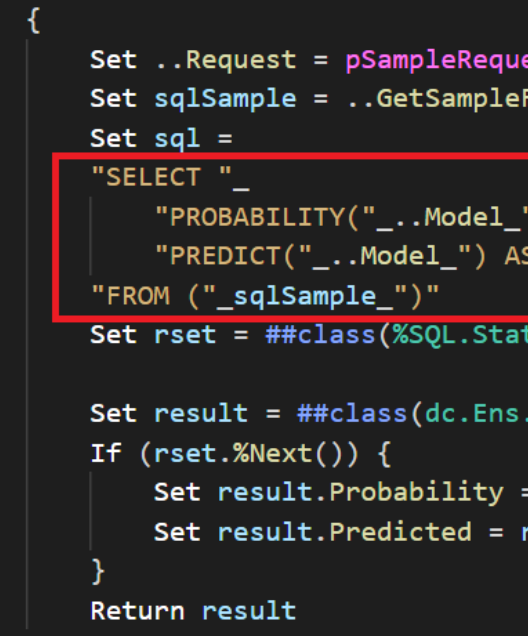 {
Set ..Request = pSampleReque
Set sqlSample = ..GetSample
Set sql =
"SELECT "_
"PROBABILITY("_..Model_"
"PREDICT("_..Model_") AS
"FROM ("_sqlSample_")"
Set rset = ##class(%SQL.Stat
Set result = ##class(dc.Ens.
If (rset.%Next()) {
Set result.Probability =
Set result.Predicted = r
}
Return result